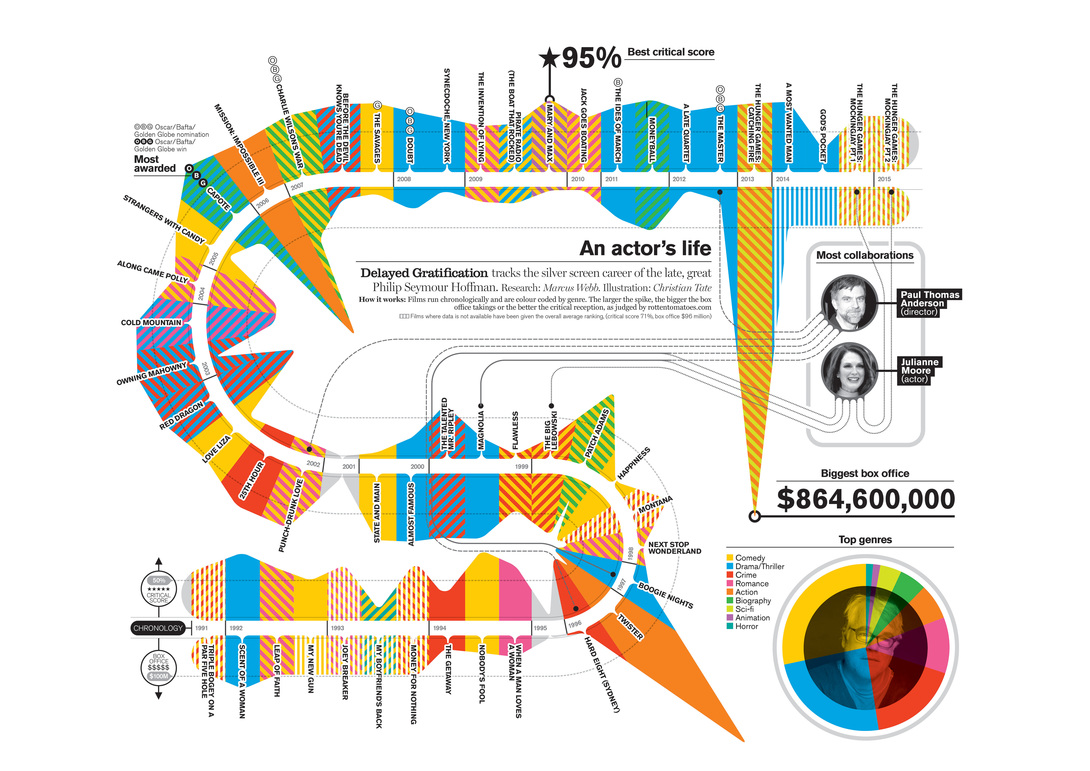 ★95% Best critical score
OBG Oscar/Bafta/
Golden Globe nomination
OBG Oscar/Bafta/
Golden Globe win
Most
awarded
O B G
CAPOTE
MISSION: IMPOSSIBLE III
OBG CHARLIE WILSON'S WAR
BEFORE THE DEVIL
KNOWS YOU'RE DEAD
G THE SAVAGES
OBG DOUBT
SYNECDOCHE, NEW YORK
THE INVENTION OF LYING
PIRATE RADIO
(THE BOAT THAT ROCKED)
MARY AND MAX
JACK GOES BOATING
B THE IDES OF MARCH
MONEYBALL
A LATE QUARTET
OBG THE MASTER
THE HUNGER GAMES:
CATCHING FIRE
A MOST WANTED MAN
GOD'S POCKET
THE HUNGER GAMES:
MOCKINGJAY PT 1
THE HUNGER GAMES:
MOCKINGJAY PT 2
2006
2007
2008
2009
2010
2011
2012
2013
2014
2015
STRANGERS WITH CANDY
2005
ALONG CAME POLLY
2004
COLD MOUNTAIN
OWNING MAHOWNY
2003
RED DRAGON
LOVE LIZA
25TH HOUR
PUNCH-DRUNK LOVE
2002
An actor's life
Delayed Gratification tracks the silver screen career of the late, great
Philip Seymour Hoffman. Research: Marcus Webb. Illustration: Christian Tate
How it works: Films run chronologically and are colour coded by genre. The larger the spike, the bigger the box
office takings or the better the critical reception, as judged by rottentomatoes.com
Films where data is not available have been given the overall average ranking, (critical score 71%, box office $96 million)
Most collaborations
Paul Thomas
Anderson
(director)
Julianne
Moore
(actor)
2001
2000
1999
STATE AND MAIN
ALMOST FAMOUS
THE TALENTED
MR. RIPLEY
MAGNOLIA
FLAWLESS
THE BIG
LEBOWSKI
PATCH ADAMS
HAPPINESS
MONTANA
1998
NEXT STOP
WONDERLAND
1997
BOOGIE NIGHTS
TWISTER
1996
HARD EIGHT (SYDNEY)
Biggest box office
$864,600,000
Top genres
Comedy
Drama/Thriller
Crime
Romance
Action
Biography
Sci-fi
Animation
Horror
50%
★★★★★
CRITICAL
SCORE
CHRONOLOGY
BOX
OFFICE
$$$$$
$100M
1991
1992
1993
1994
1995
TRIPLE BOGEY ON A
PAR FIVE HOLE
SCENT OF A WOMAN
LEAP OF FAITH
MY NEW GUN
JOEY BREAKER
MY BOYFRIEND'S BACK
MONEY FOR NOTHING
THE GETAWAY
NOBODY'S FOOL
WHEN A MAN LOVES
A WOMAN